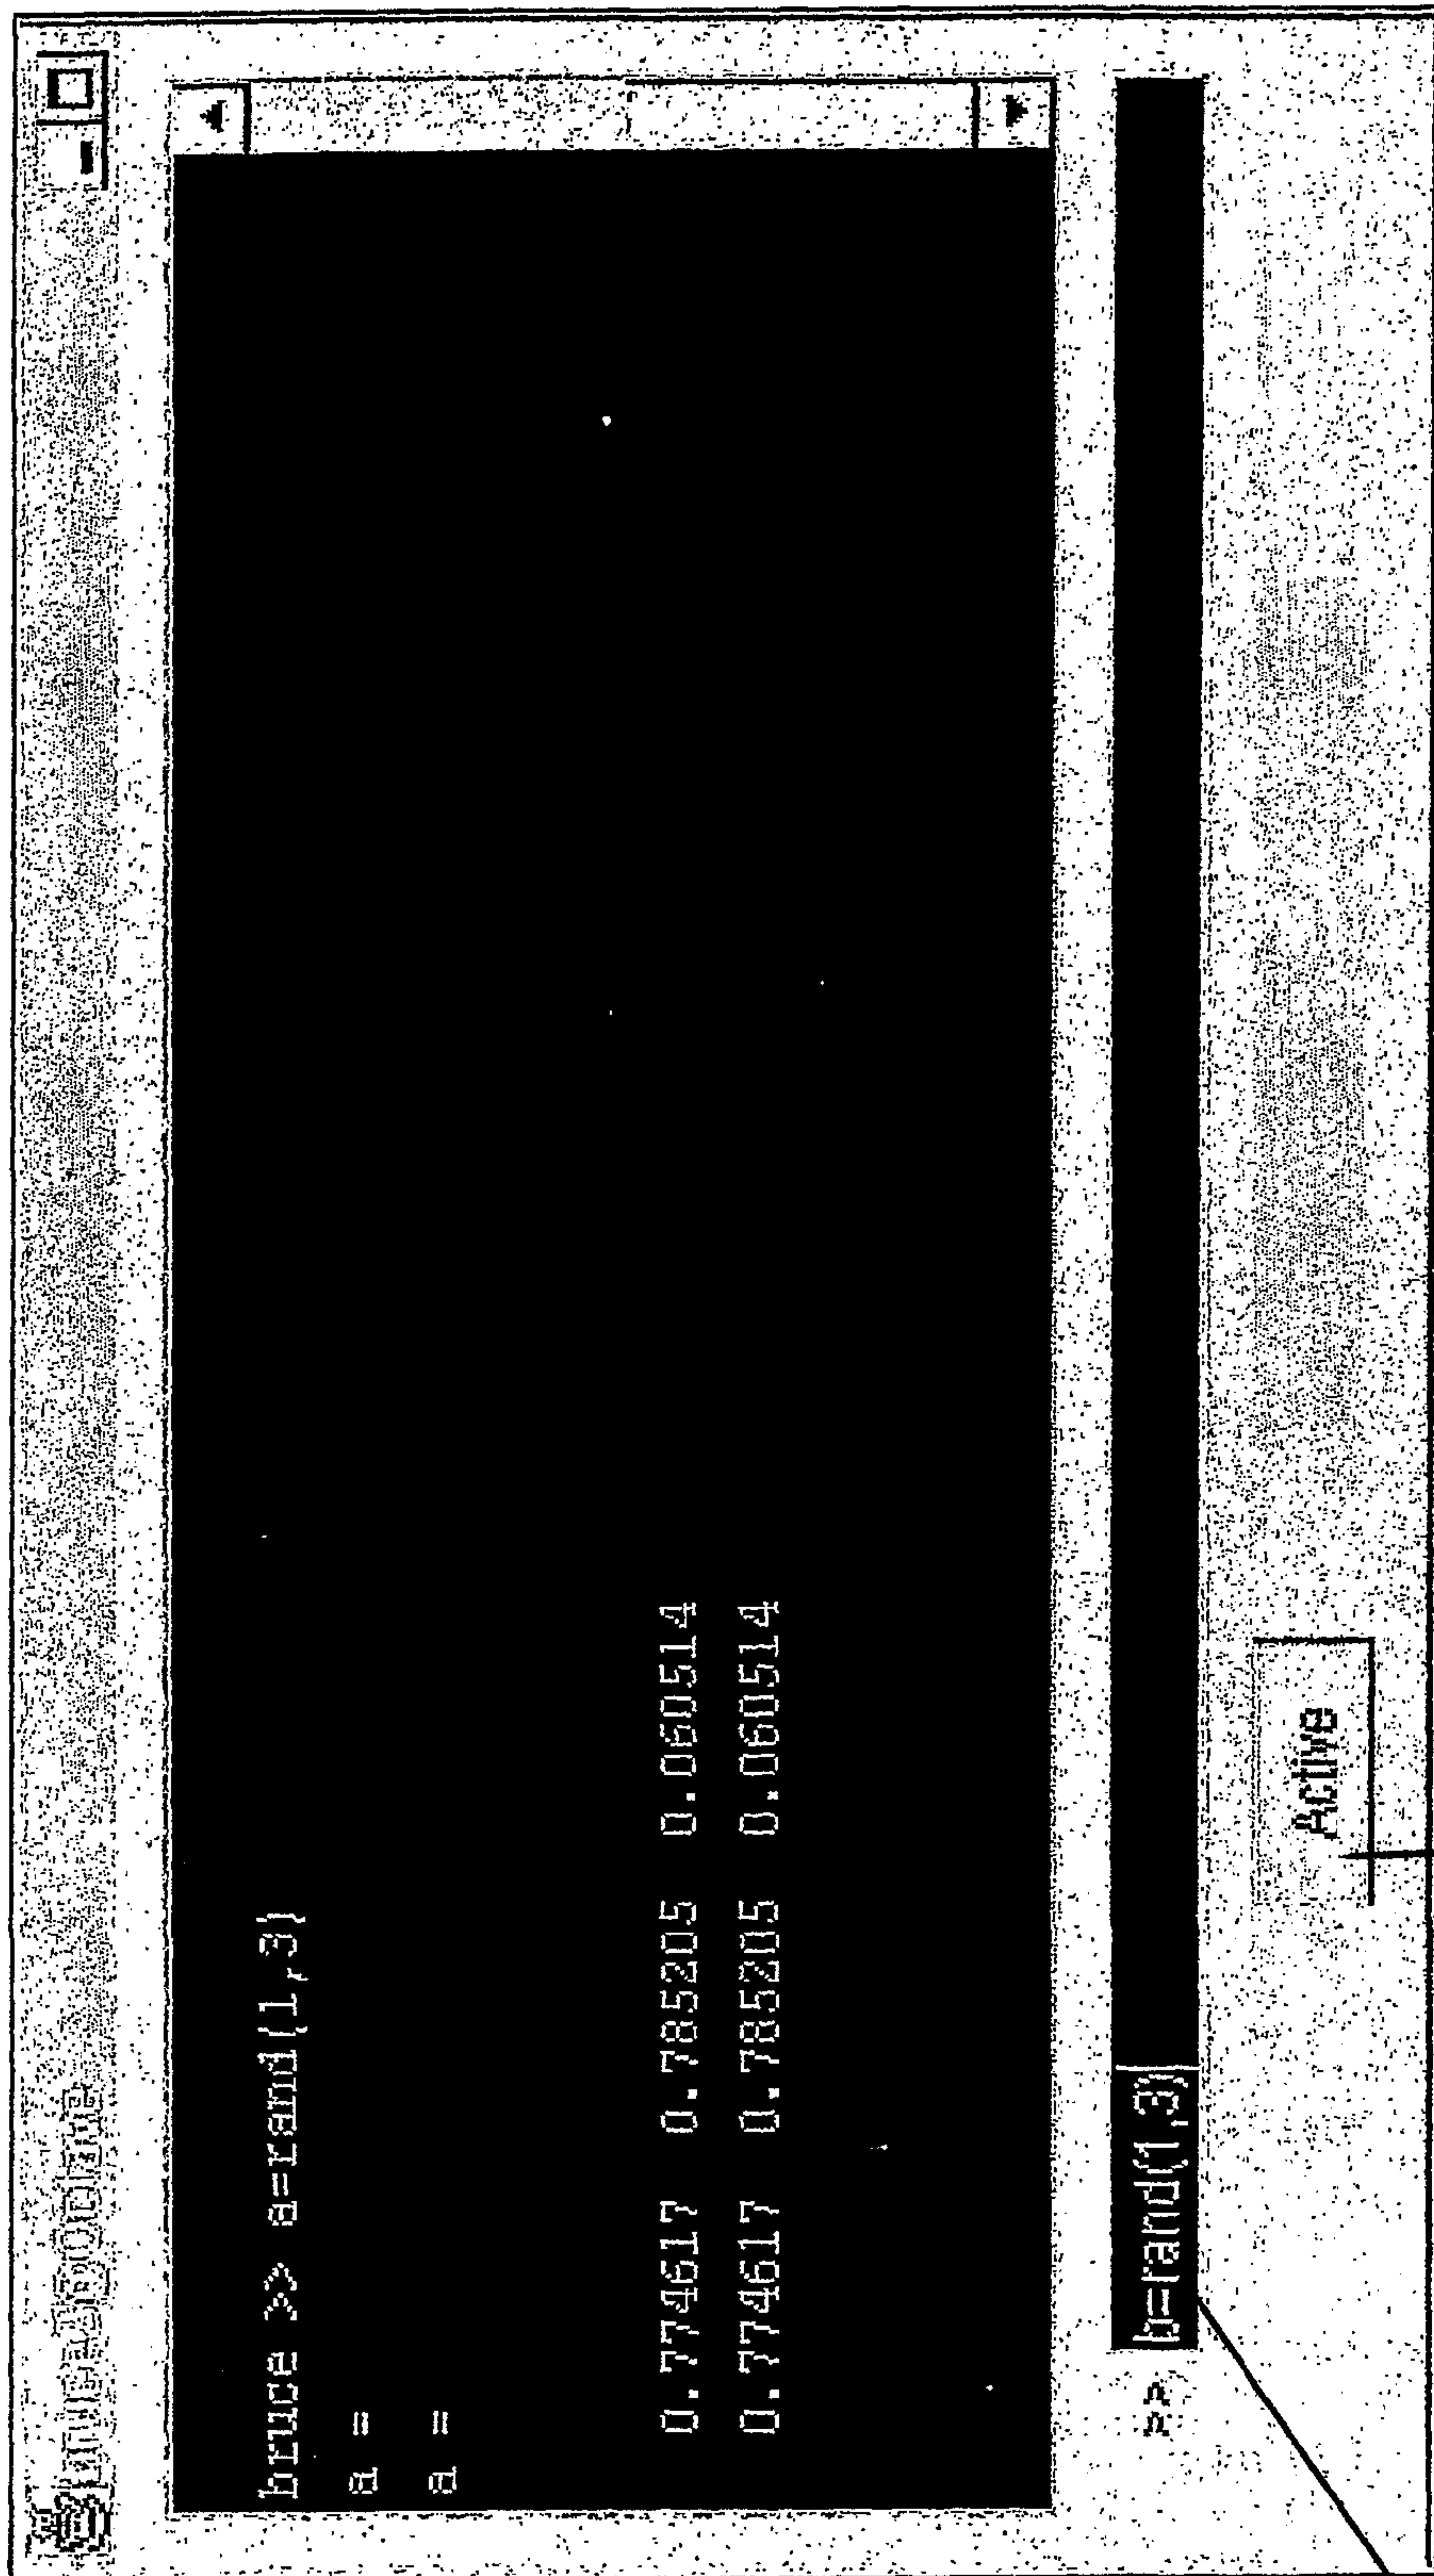 bruce >> a=rand(1,3)
a =
a =
0.774617 0.785205 0.060514
0.774617 0.785205 0.060514
>> b=rand(1,3)
Active